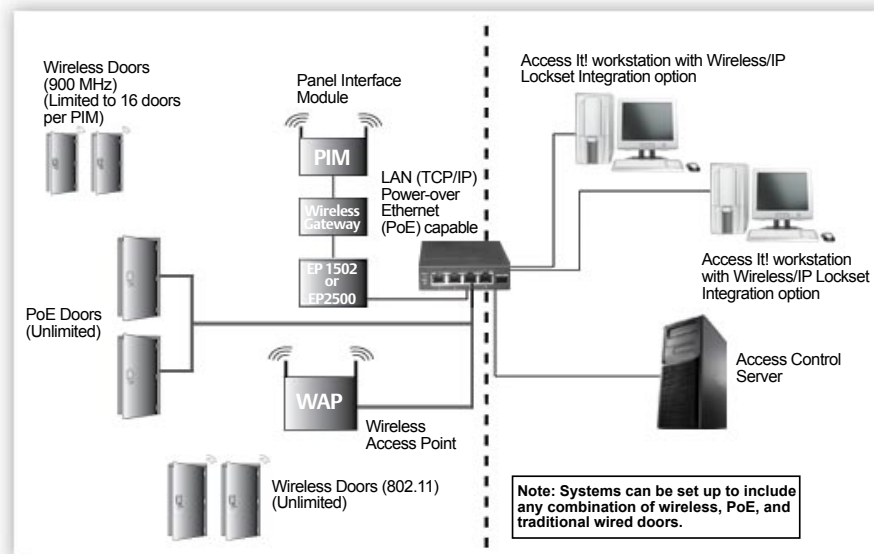 Wireless Doors
(900 MHz)
(Limited to 16 doors
per PIM)
Panel Interface
Module
PIM
Wireless
Gateway
EP 1502
or
EP2500
LAN (TCP/IP)
Power-over
Ethernet
(PoE) capable
Access It! workstation with Wireless/IP
Lockset Integration option
Access It! workstation
with Wireless/IP Lockset
Integration option
PoE Doors
(Unlimited)
WAP
Wireless
Access Point
Access Control
Server
Wireless Doors (802.11)
(Unlimited)
Note: Systems can be set up to include
any combination of wireless, PoE, and
traditional wired doors.